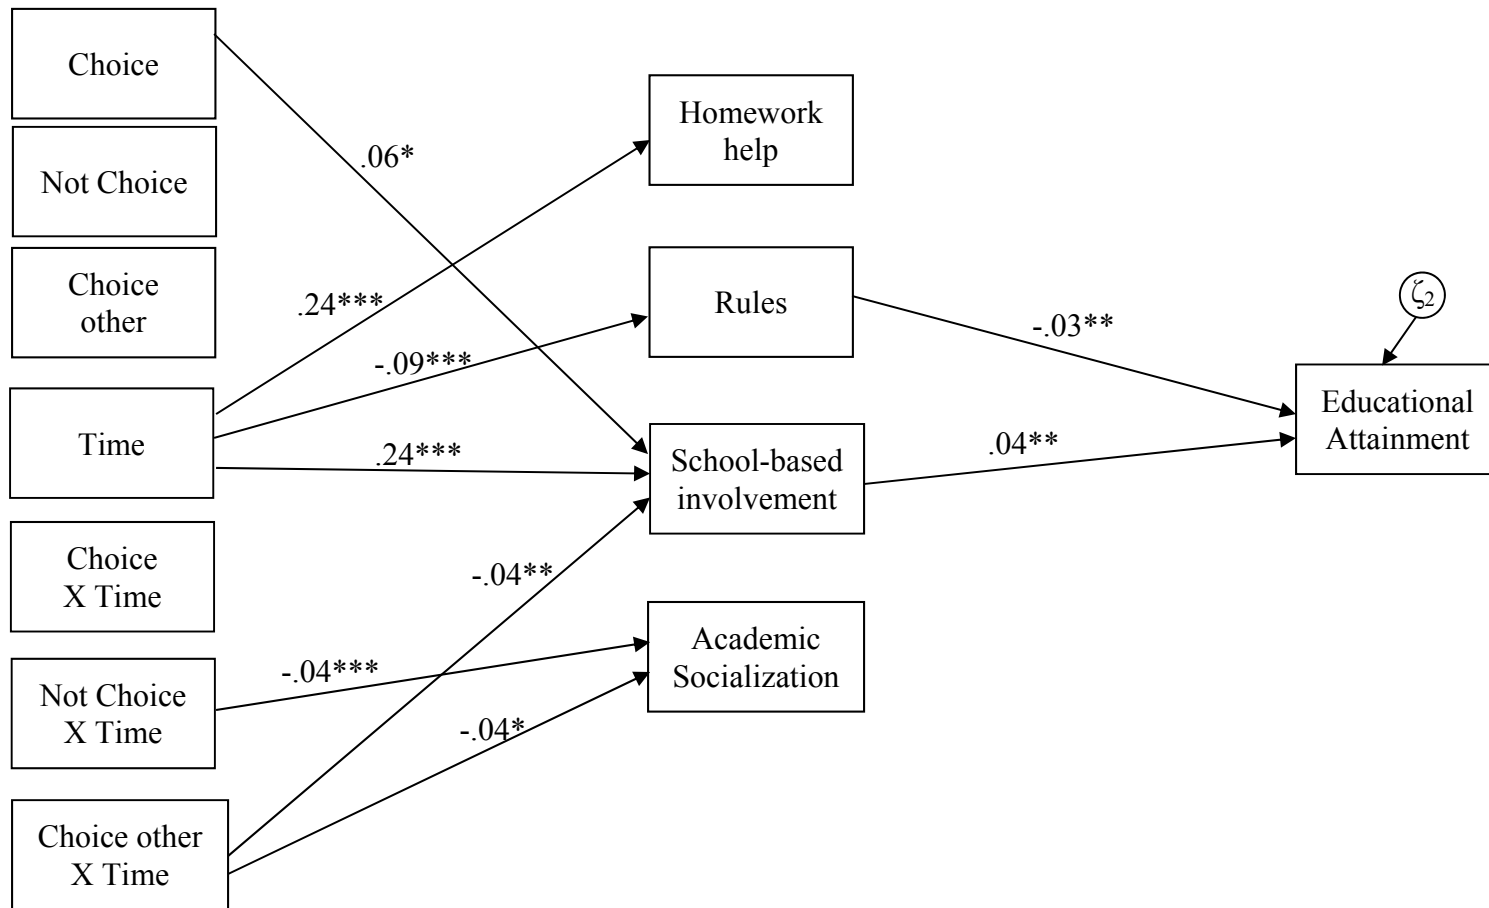 Choice
Not Choice
Choice
other
Time
Choice
X Time
Not Choice
X Time
Choice other
X Time
.06*
.24***
-.09***
.24***
-.04**
-.04***
-.04*
Homework
help
Rules
School-based
involvement
Academic
Socialization
-.03**
.04**
ζ2
Educational
Attainment